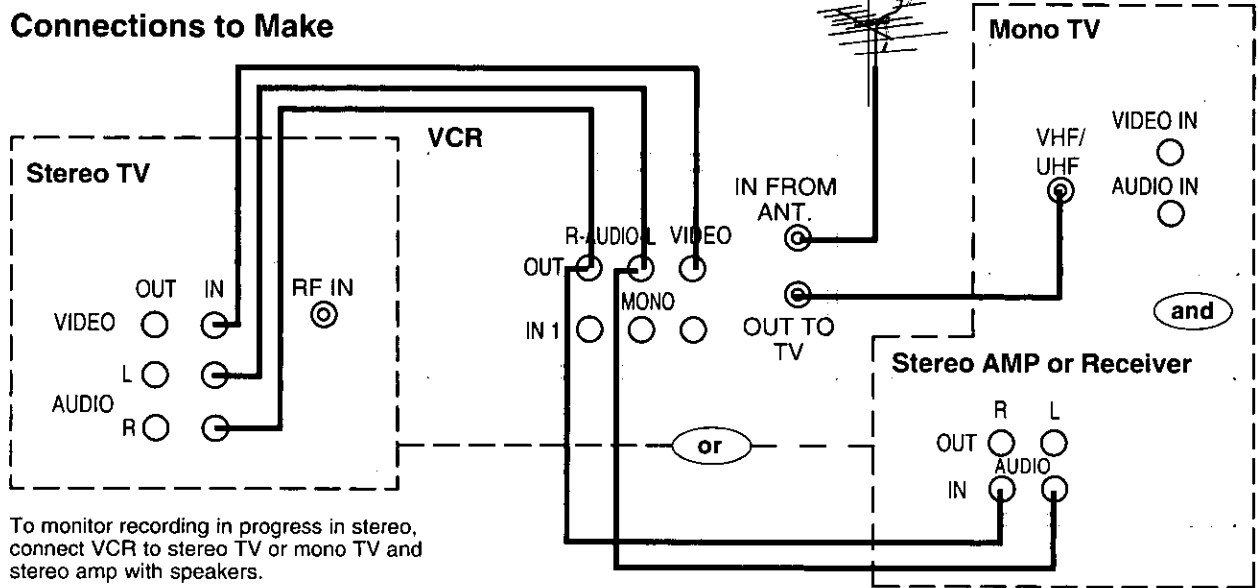 Connections to Make
Mono TV
VCR
Stereo TV
VIDEO IN
VHF/
UHF
AUDIO IN
IN FROM
ANT.
R-AUDIO-L VIDEO
OUT
MONO
IN 1
OUT TO
TV
OUT IN
RF IN
VIDEO
L
AUDIO
R
and
or
Stereo AMP or Receiver
R L
OUT
AUDIO
IN
To monitor recording in progress in stereo,
connect VCR to stereo TV or mono TV and
stereo amp with speakers.